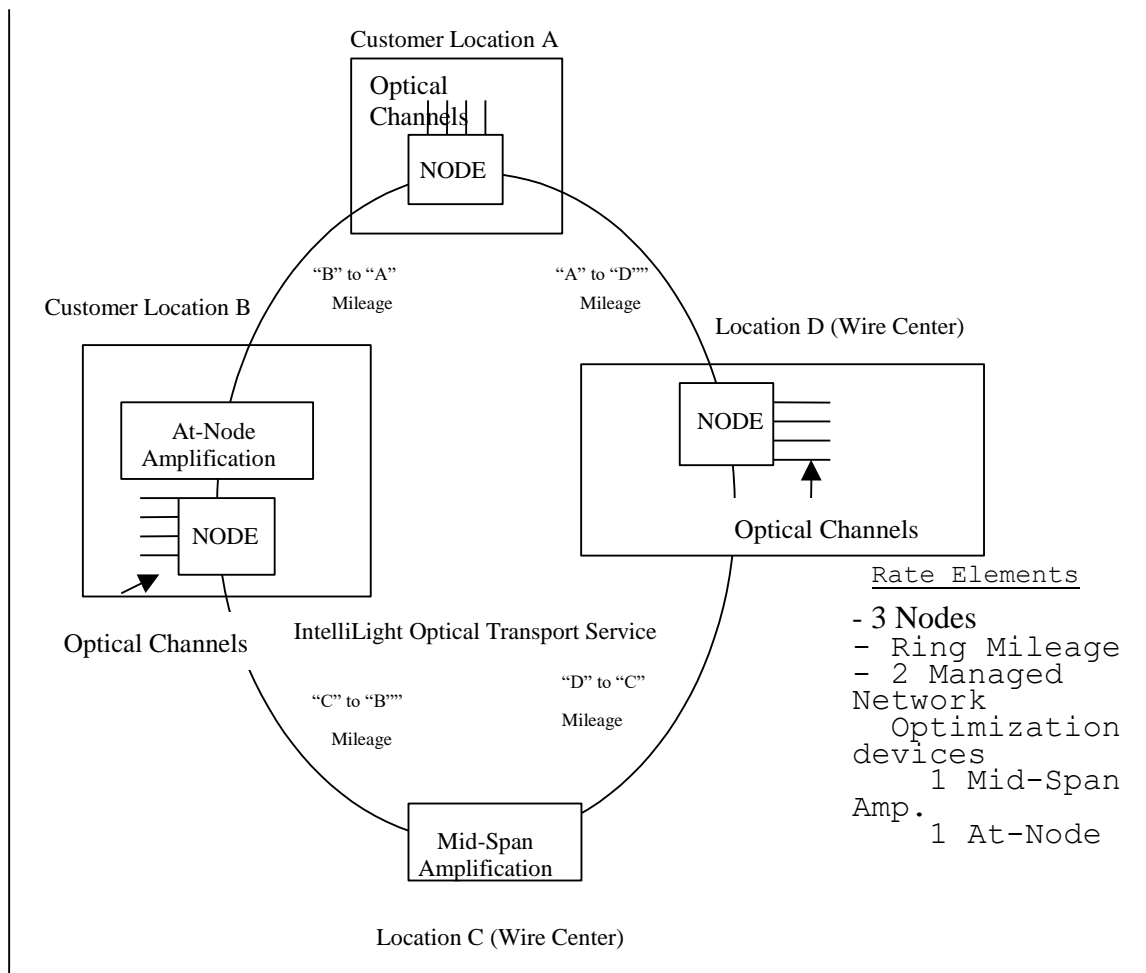 Customer Location A
Optical
Channels
NODE
“B” to “A”
Mileage
“A” to “D””
Mileage
Customer Location B
Location D (Wire Center)
At-Node
Amplification
NODE
NODE
Optical Channels
Optical Channels
IntelliLight Optical Transport Service
“C” to “B””
Mileage
“D” to “C”
Mileage
Mid-Span
Amplification
Location C (Wire Center)
Rate Elements
- 3 Nodes
- Ring Mileage
- 2 Managed
Network
Optimization
devices
1 Mid-Span
Amp.
1 At-Node